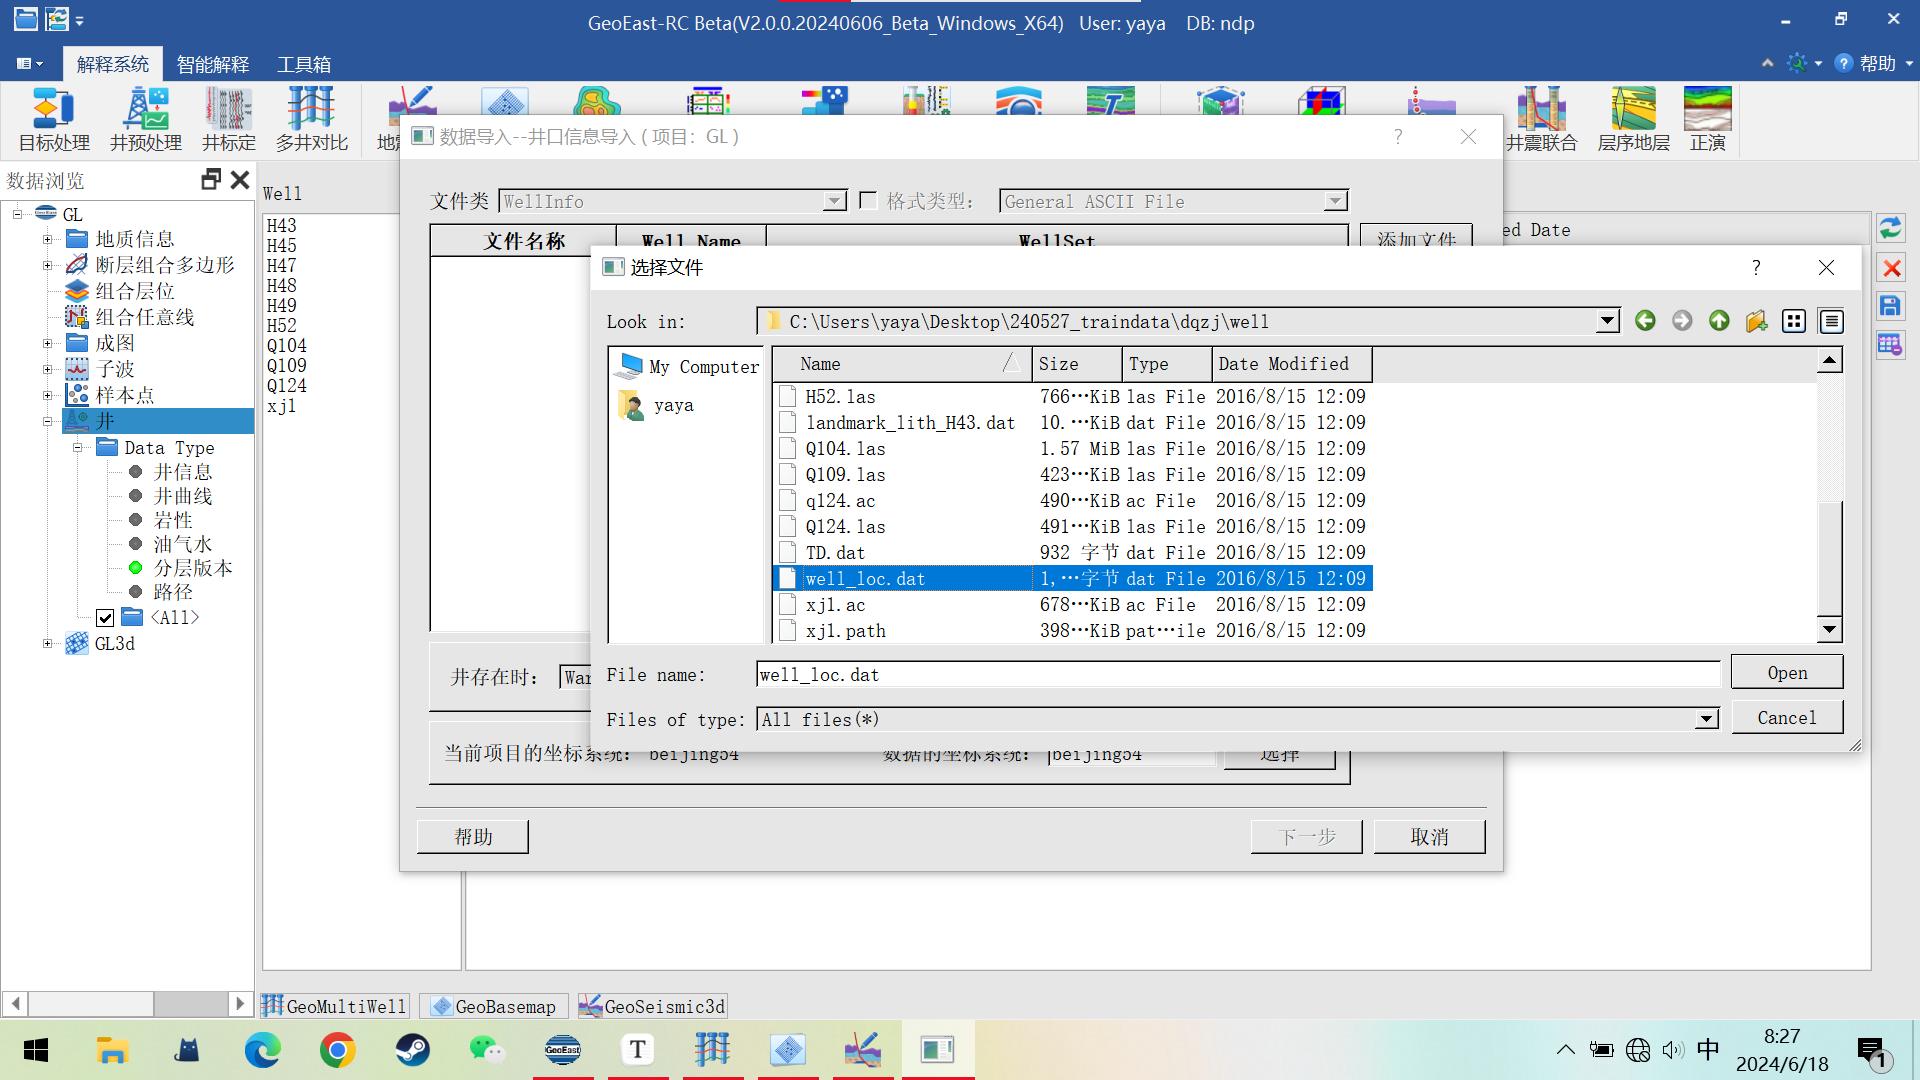 GeoEast-RC Beta(V2.0.0.20240606_Beta_Windows_X64)   User: yaya    DB: ndp
解释系统 智能解释 工具箱
帮助
目标处理 井预处理 井标定 多井对比
井震联合 层序地层 正演
数据导入--井口信息导入 ( 项目：GL )
数据浏览
Well
GL
地质信息
断层组合多边形
组合层位
组合任意线
成图
子波
样本点
井
Data Type
井信息
井曲线
岩性
油气水
分层版本
路径
<All>
GL3d
H43
H45
H47
H48
H49
H52
Q104
Q109
Q124
xj1
文件类 WellInfo 格式类型： General ASCII File
文件名称 Well Name WellSet 添加文件
ed Date
选择文件
Look in: C:\Users\yaya\Desktop\240527_traindata\dqzj\well
My Computer
yaya
Name Size Type Date Modified
H52.las 766…KiB las File 2016/8/15 12:09
landmark_lith_H43.dat 10.…KiB dat File 2016/8/15 12:09
Q104.las 1.57 MiB las File 2016/8/15 12:09
Q109.las 423…KiB las File 2016/8/15 12:09
q124.ac 490…KiB ac File 2016/8/15 12:09
Q124.las 491…KiB las File 2016/8/15 12:09
TD.dat 932 字节 dat File 2016/8/15 12:09
well_loc.dat 1,…字节 dat File 2016/8/15 12:09
xj1.ac 678…KiB ac File 2016/8/15 12:09
xj1.path 398…KiB pat…ile 2016/8/15 12:09
File name: well_loc.dat Open
Files of type: All files(*) Cancel
井存在时： War
当前项目的坐标系统： beijing54 数据的坐标系统： beijing54 选择
帮助 下一步 取消
GeoMultiWell GeoBasemap GeoSeismic3d
GeoEast
T
中
8:27
2024/6/18
1